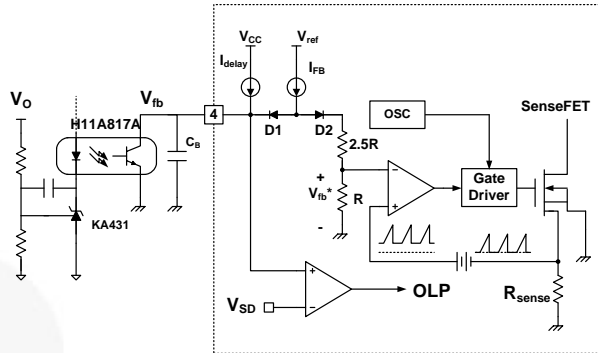 VCC
Vref
Idelay
IFB
VO
H11A817A
Vfb
4
CB
D1
D2
2.5R
OSC
SenseFET
+
Vfb*
-
R
−
+
Gate
Driver
KA431
VSD
+
−
OLP
Rsense